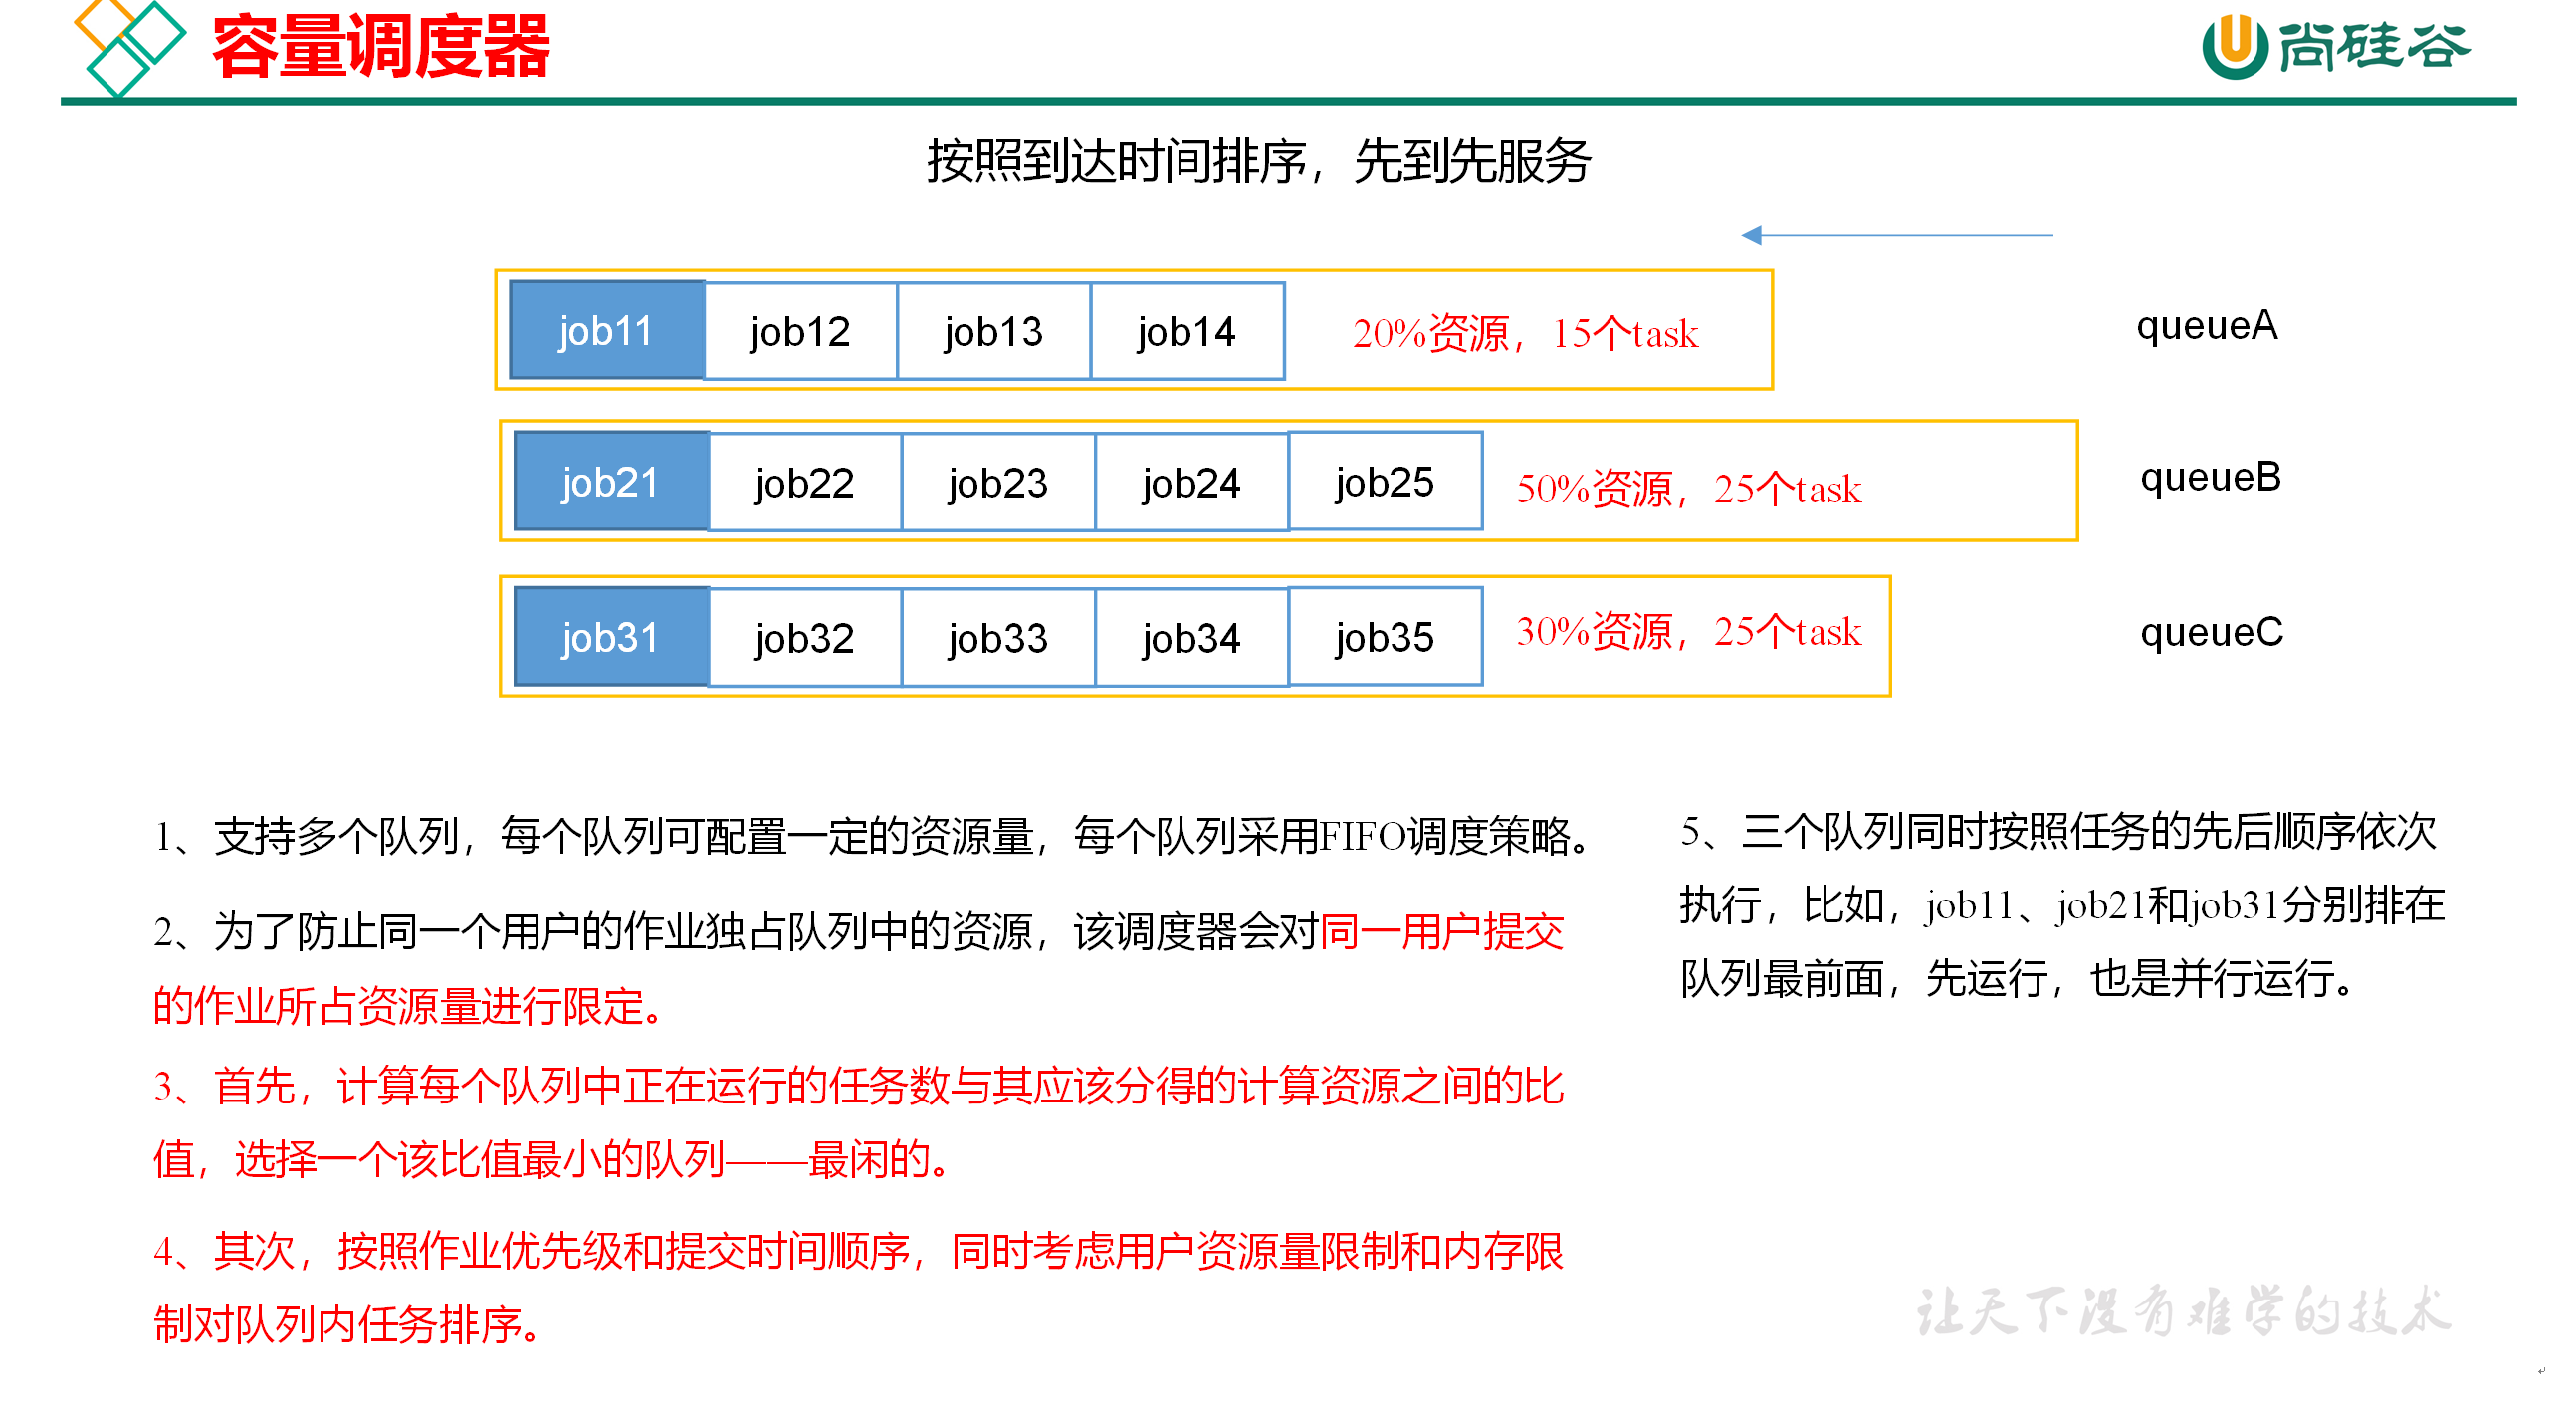 容量调度器
尚硅谷
按照到达时间排序，先到先服务
job11 job12 job13 job14 20%资源，15个task queueA
job21 job22 job23 job24 job25 50%资源，25个task queueB
job31 job32 job33 job34 job35 30%资源，25个task queueC
1、支持多个队列，每个队列可配置一定的资源量，每个队列采用FIFO调度策略。
2、为了防止同一个用户的作业独占队列中的资源，该调度器会对同一用户提交
的作业所占资源量进行限定。
3、首先，计算每个队列中正在运行的任务数与其应该分得的计算资源之间的比
值，选择一个该比值最小的队列——最闲的。
4、其次，按照作业优先级和提交时间顺序，同时考虑用户资源量限制和内存限
制对队列内任务排序。
5、三个队列同时按照任务的先后顺序依次
执行，比如，job11、job21和job31分别排在
队列最前面，先运行，也是并行运行。
让天下没有难学的技术